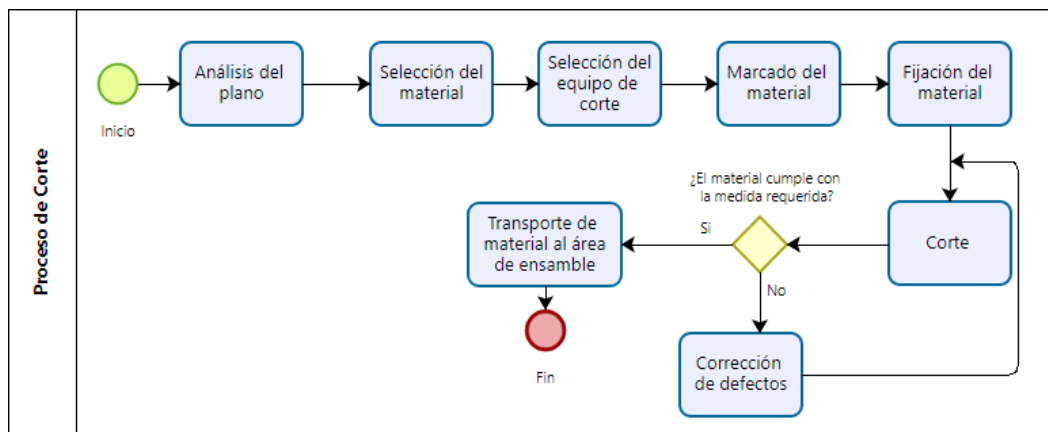 Proceso de Corte
Inicio
Análisis del
plano
Selección del
material
Selección del
equipo de
corte
Marcado del
material
Fijación del
material
Corte
¿El material cumple con
la medida requerida?
Si
No
Transporte de
material al área
de ensamble
Fin
Corrección
de defectos